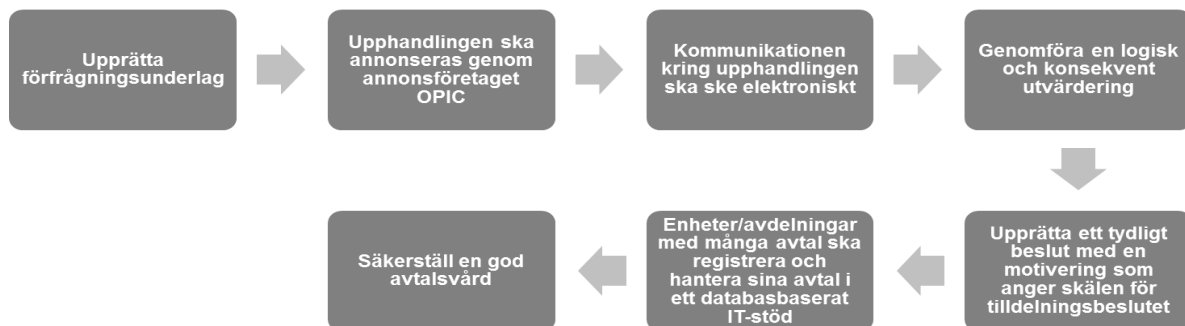 Upprätta
förfrågningsunderlag
Upphandlingen ska
annonseras genom
annonsföretaget
OPIC
Kommunikationen
kring upphandlingen
ska ske elektroniskt
Genomföra en logisk
och konsekvent
utvärdering
Upprätta ett tydligt
beslut med en
motivering som
anger skälen för
tilldelningsbeslutet
Enheter/avdelningar
med många avtal ska
registrera och
hantera sina avtal i
ett databasbaserat
IT-stöd
Säkerställ en god
avtalsvård